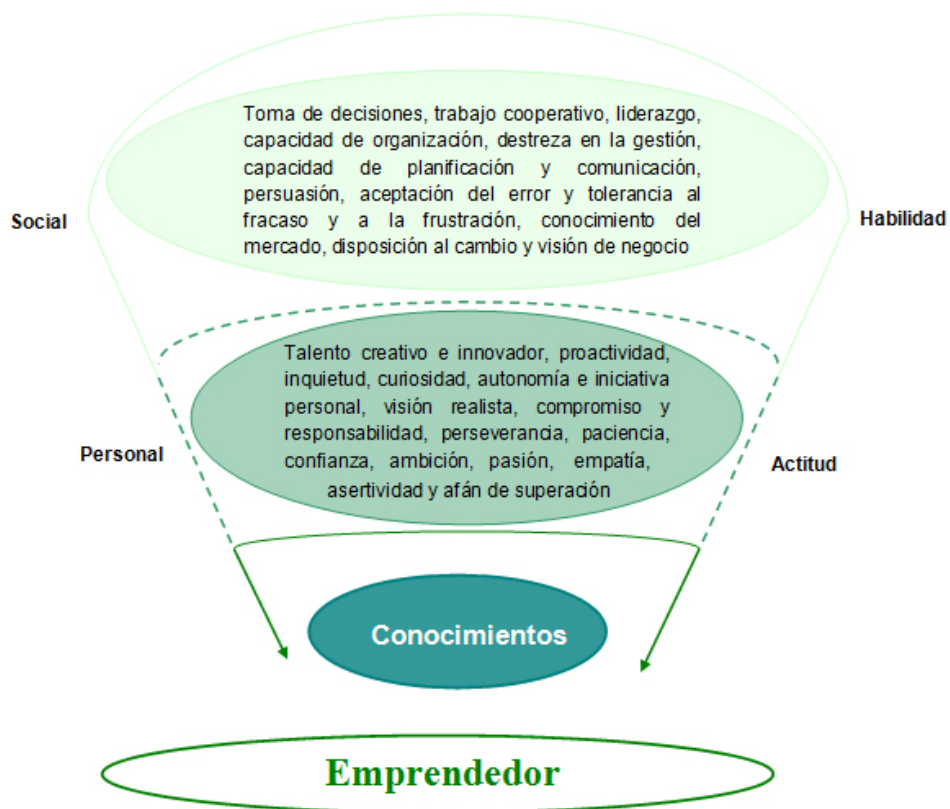 Toma de decisiones, trabajo cooperativo, liderazgo,
capacidad de organización, destreza en la gestión,
capacidad de planificación y comunicación,
persuasión, aceptación del error y tolerancia al
fracaso y a la frustración, conocimiento del
mercado, disposición al cambio y visión de negocio
Social
Habilidad
Talento creativo e innovador, proactividad,
inquietud, curiosidad, autonomía e iniciativa
personal, visión realista, compromiso y
responsabilidad, perseverancia, paciencia,
confianza, ambición, pasión, empatía,
asertividad y afán de superación
Personal
Actitud
Conocimientos
Emprendedor